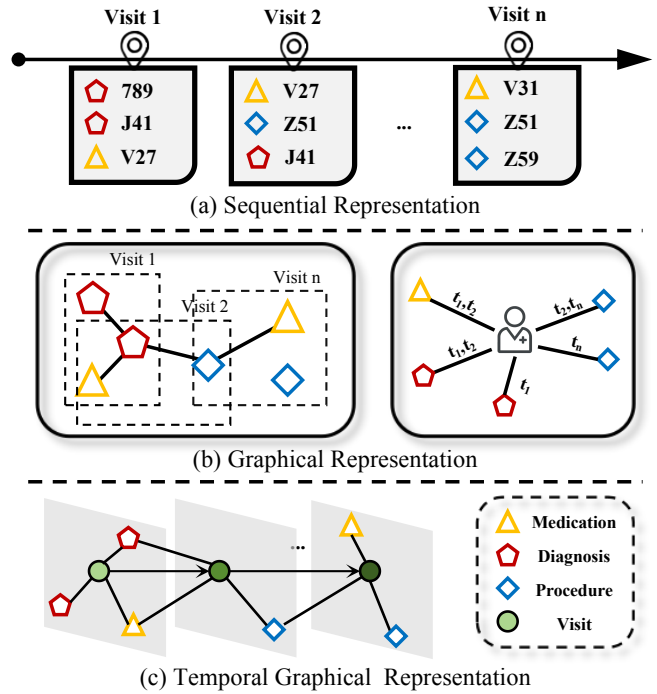 Visit 1
Visit 2
Visit n
789
J41
V27
V27
Z51
J41
...
V31
Z51
Z59
(a) Sequential Representation
Visit 1
Visit 2
Visit n
t1,t2
t2,tn
t1,t2
tn
t1
(b) Graphical Representation
...
Medication
Diagnosis
Procedure
Visit
(c) Temporal Graphical Representation